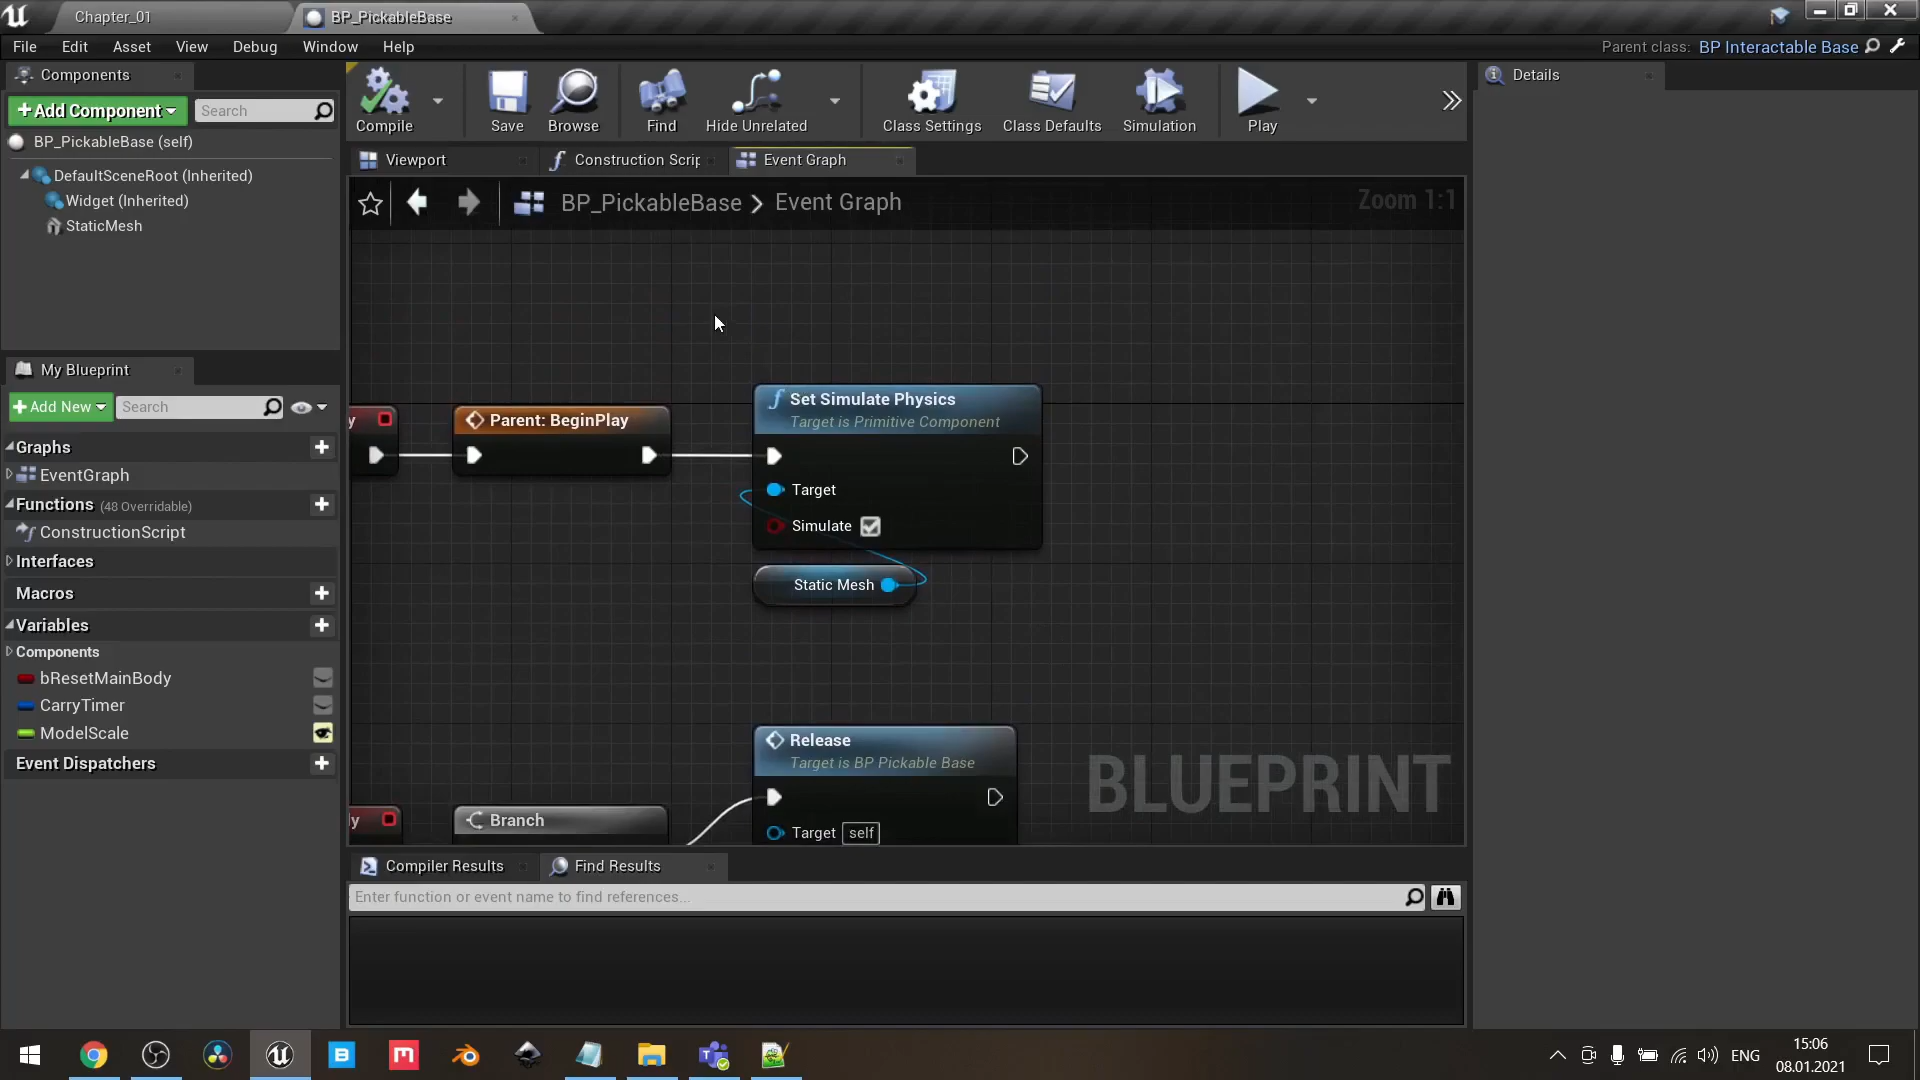 Chapter_01
BP_PickableBase
File Edit Asset View Debug Window Help
Parent class: BP Interactable Base
Components
Add Component
Search
BP_PickableBase (self)
DefaultSceneRoot (Inherited)
Widget (Inherited)
StaticMesh
Compile
Save
Browse
Find
Hide Unrelated
Class Settings
Class Defaults
Simulation
Play
Details
Viewport
Construction Scrip
Event Graph
BP_PickableBase > Event Graph
Zoom 1:1
My Blueprint
Add New
Search
Graphs
EventGraph
Functions (48 Overridable)
ConstructionScript
Interfaces
Macros
Variables
Components
bResetMainBody
CarryTimer
ModelScale
Event Dispatchers
y
Parent: BeginPlay
Set Simulate Physics
Target is Primitive Component
Target
Simulate
Static Mesh
Release
Target is BP Pickable Base
Target self
ly
Branch
BLUEPRINT
Compiler Results
Find Results
Enter function or event name to find references...
ENG
15:06
08.01.2021